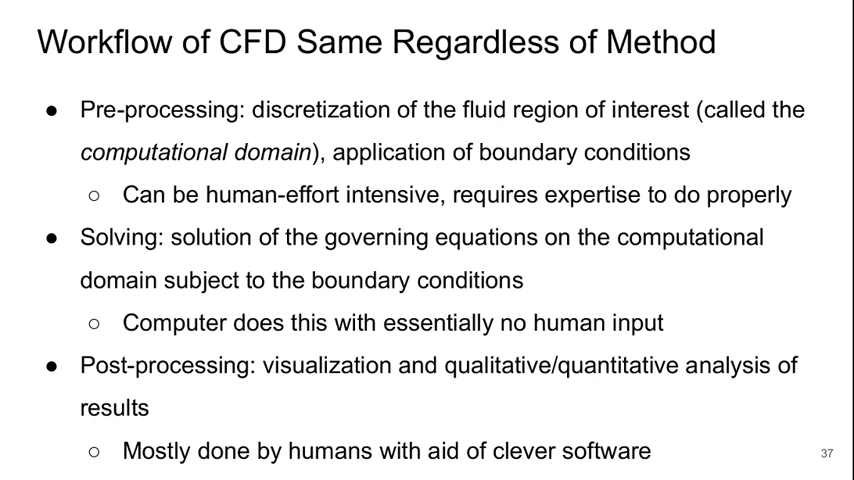 Workflow of CFD Same Regardless of Method
● Pre-processing: discretization of the fluid region of interest (called the
computational domain), application of boundary conditions
○ Can be human-effort intensive, requires expertise to do properly
● Solving: solution of the governing equations on the computational
domain subject to the boundary conditions
○ Computer does this with essentially no human input
● Post-processing: visualization and qualitative/quantitative analysis of
results
○ Mostly done by humans with aid of clever software
37